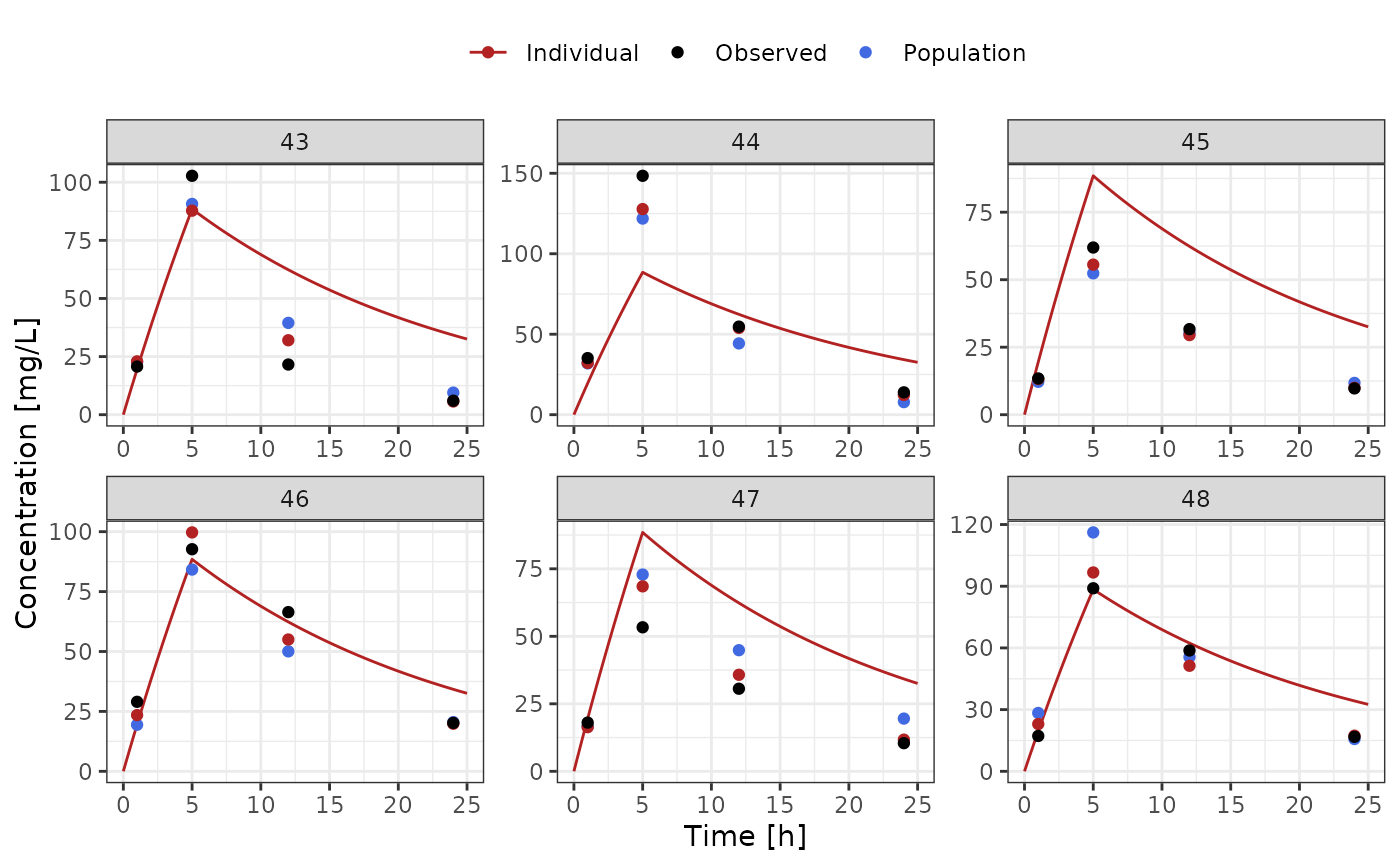 Individual Observed Population
43 44 45
100 75 50 25 0
150 100 50 0
75 50 25 0
0 5 10 15 20 25
0 5 10 15 20 25
0 5 10 15 20 25
46 47 48
100 75 50 25 0
75 50 25 0
120 90 60 30 0
0 5 10 15 20 25
0 5 10 15 20 25
0 5 10 15 20 25
Concentration [mg/L]
Time [h]